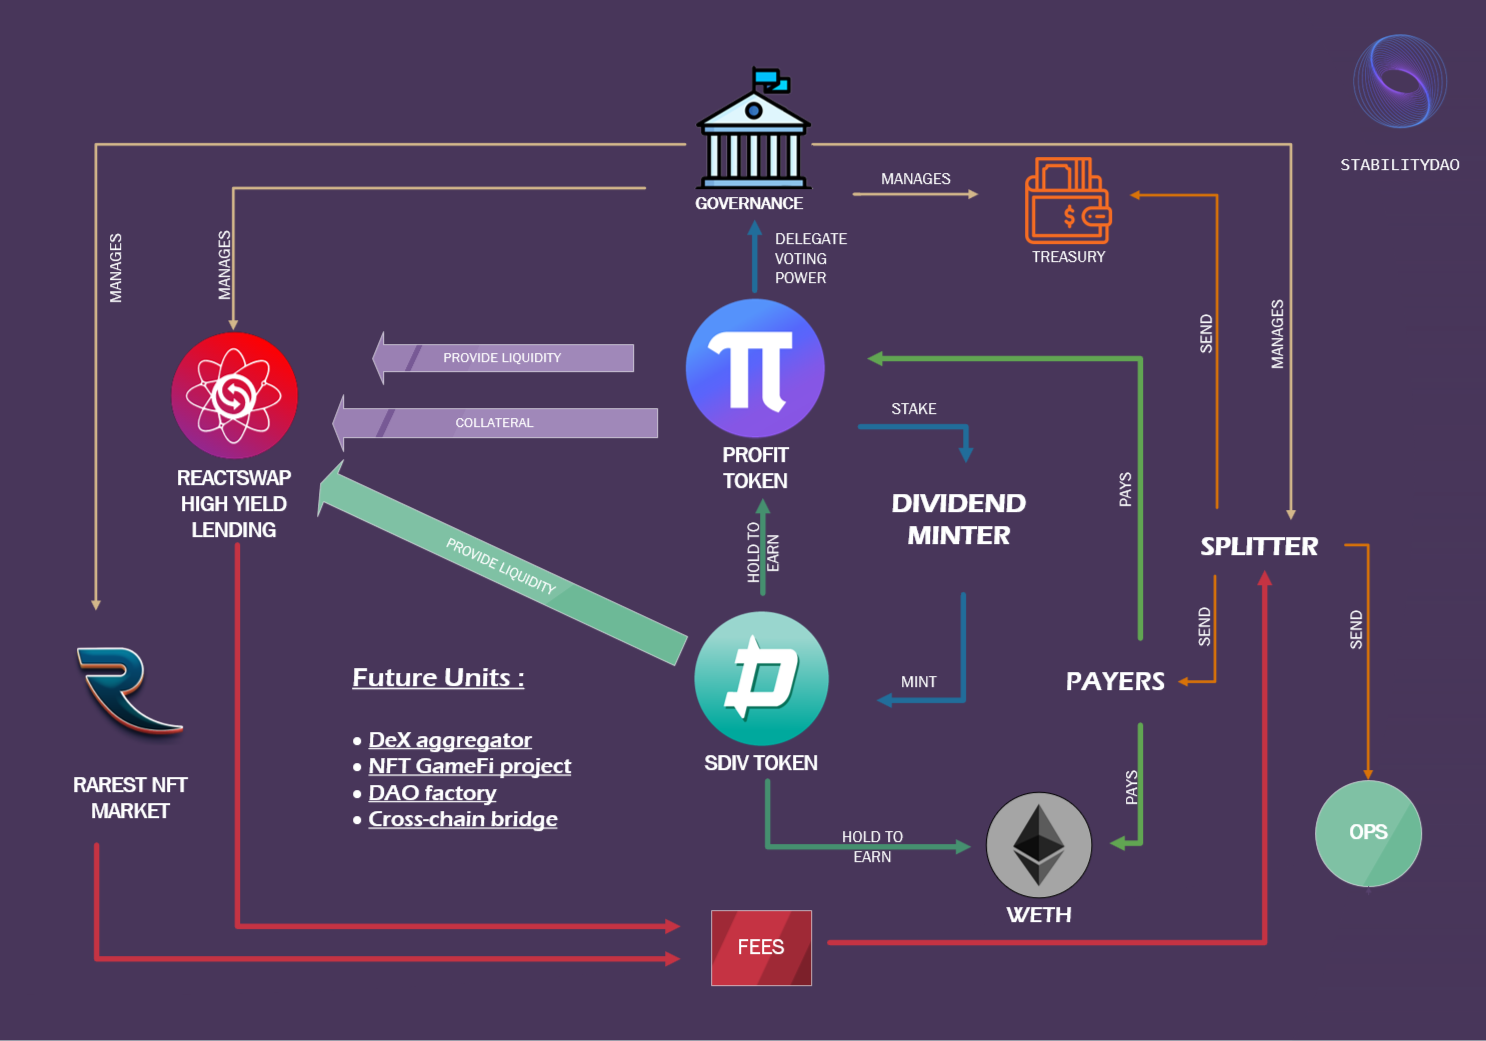 STABILITYDAO
GOVERNANCE
MANAGES
TREASURY
DELEGATE
VOTING
POWER
MANAGES
MANAGES
SEND
MANAGES
PROVIDE LIQUIDITY
COLLATERAL
STAKE
PROFIT
TOKEN
REACTSWAP
HIGH YIELD
LENDING
PAYS
DIVIDEND
MINTER
HOLD TO
EARN
SPLITTER
PROVIDE LIQUIDITY
SEND
SEND
MINT
PAYERS
Future Units :
SDIV TOKEN
• DeX aggregator
• NFT GameFi project
• DAO factory
• Cross-chain bridge
RAREST NFT
MARKET
PAYS
HOLD TO
EARN
OPS
WETH
FEES